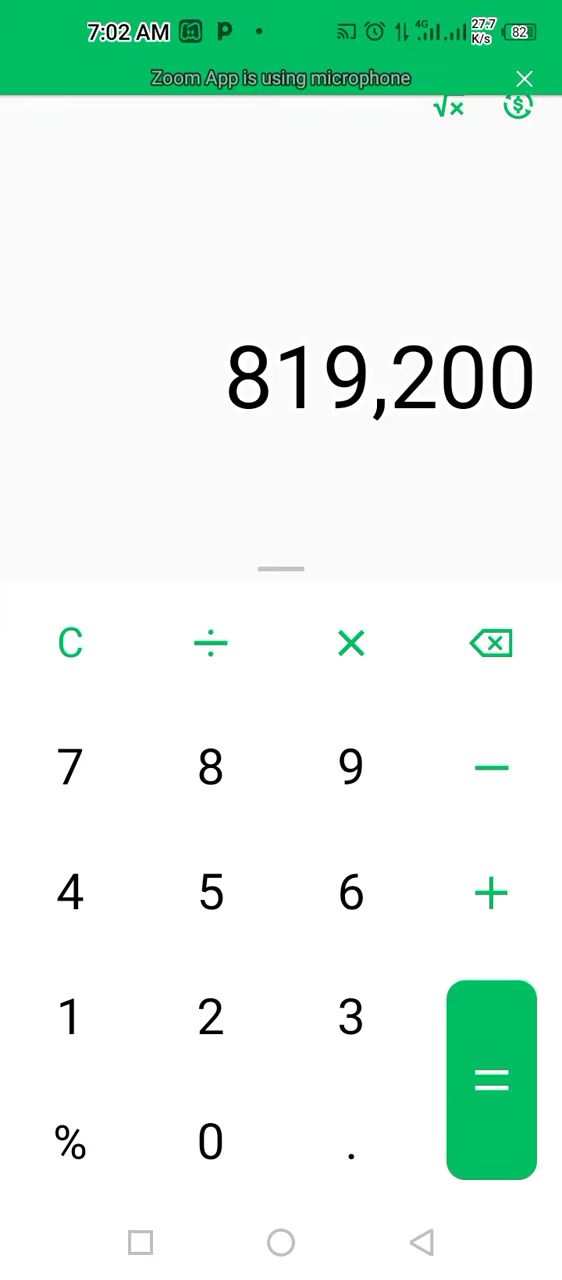 7:02 AM P 4G 27.7 K/s 82
Zoom App is using microphone
√x $
819,200
C ÷ ×
7 8 9 −
4 5 6 +
1 2 3
% 0 . =